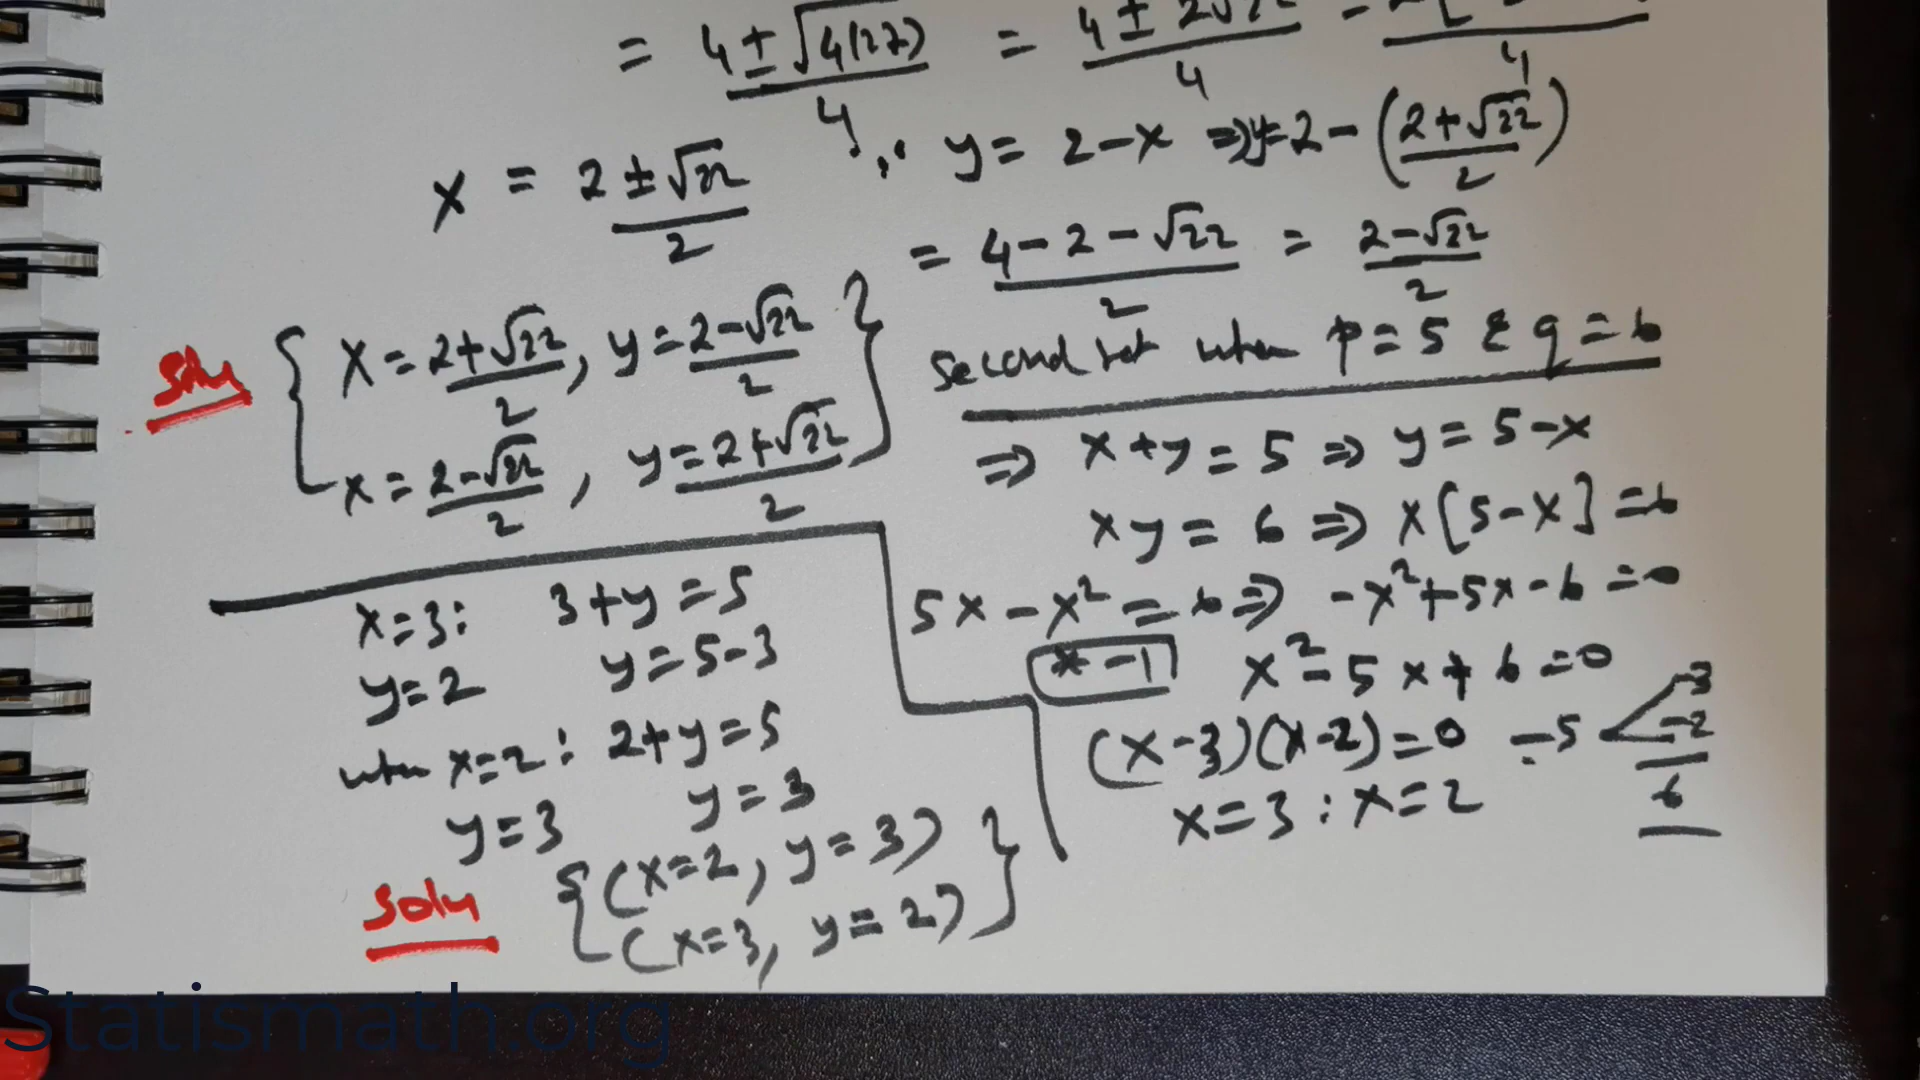 = 4±√4(22) / 4 = 4±2√22 / 4
x = 2±√22 / 2
∴ y = 2-x ⇒ y=2-(2+√22 / 2)
= 4-2-√22 / 2 = 2-√22 / 2
Soln { x=2+√22 / 2, y=2-√22 / 2
x=2-√22 / 2, y=2+√22 / 2 }
second set when p=5 & q=6
⇒ x+y=5 ⇒ y=5-x
xy=6 ⇒ x[5-x]=6
5x-x²=6 ⇒ -x²+5x-6=0
*-1 x²-5x+6=0
(x-3)(x-2)=0 -5 -3
-2
6
x=3 : x=2
x=3: 3+y=5
y=2 y=5-3
when x=2: 2+y=5
y=3 y=3
Soln { (x=2, y=3)
(x=3, y=2) }
Statismath.org